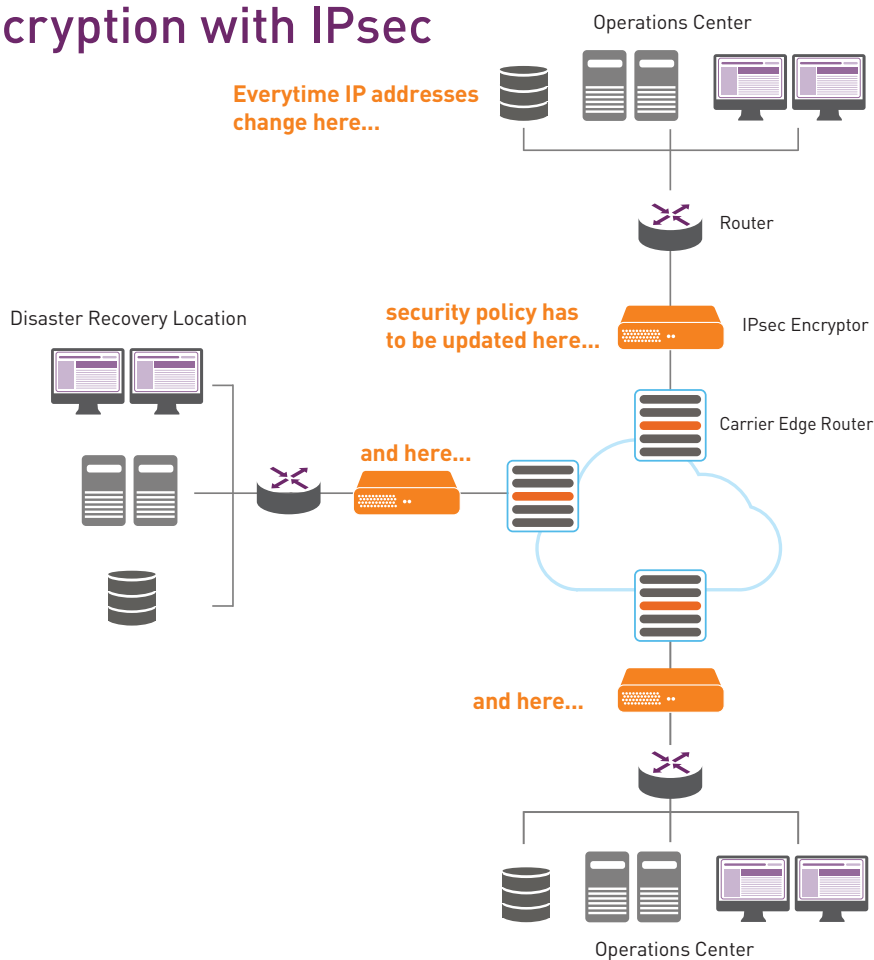 cryption with IPsec
Operations Center
Everytime IP addresses
change here...
Router
security policy has
to be updated here...
IPsec Encryptor
Disaster Recovery Location
Carrier Edge Router
and here...
and here...
Operations Center